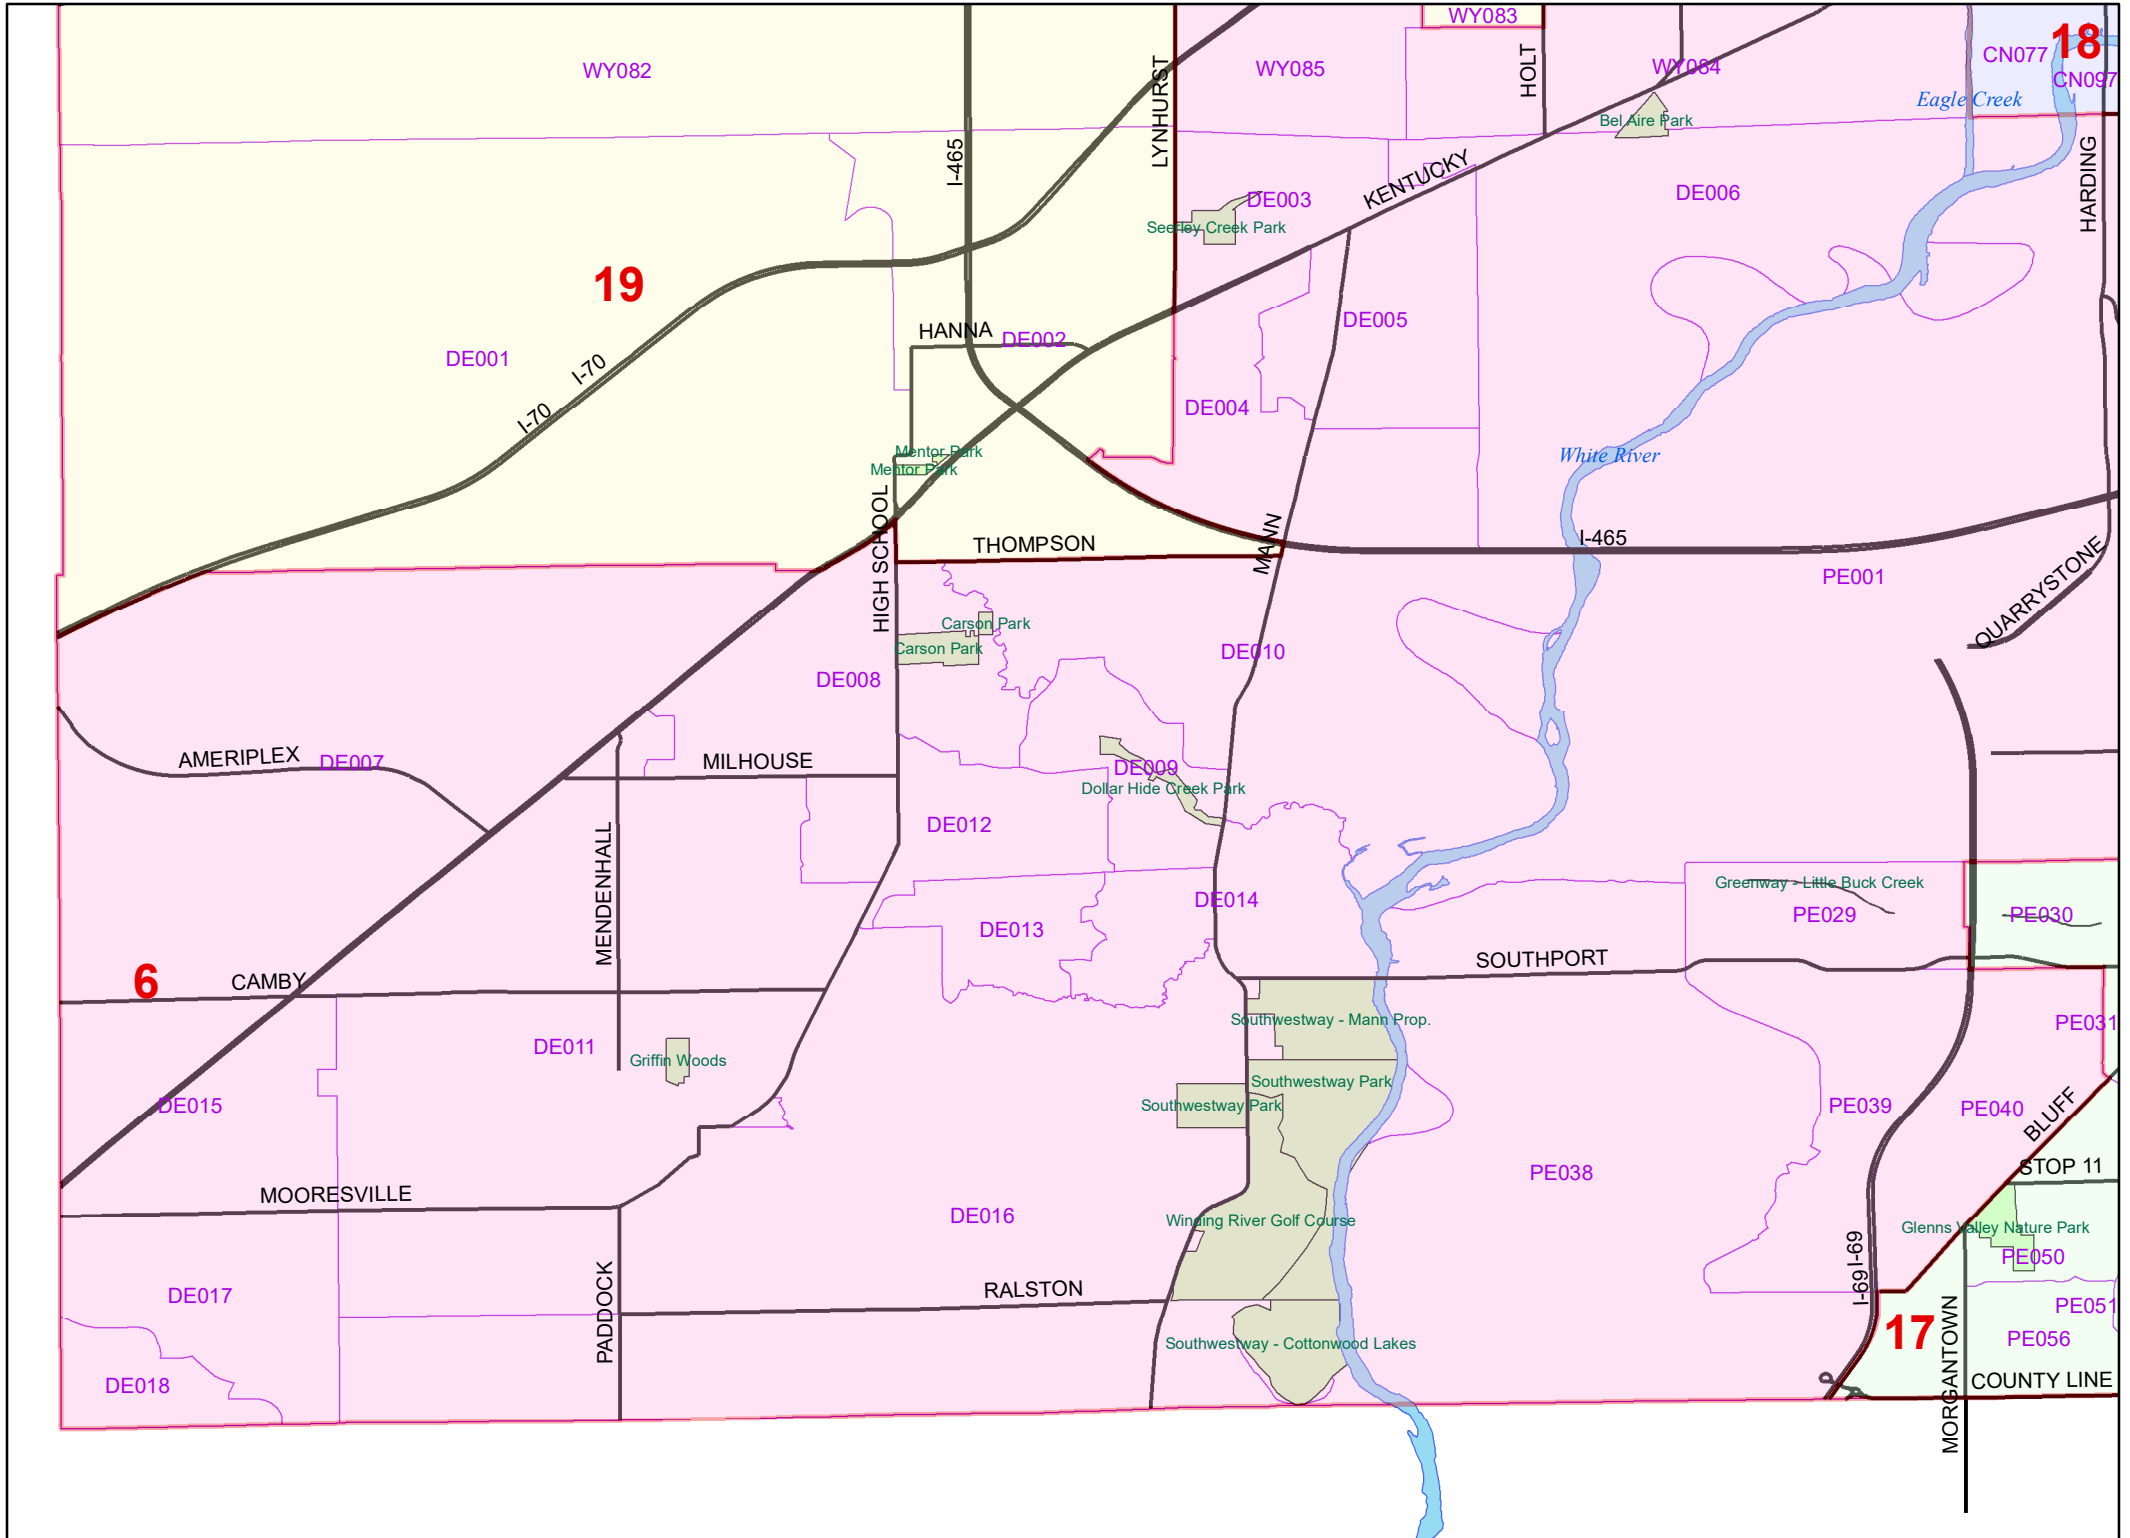 WY083
18
WY082
WY085
HOLT
WY084
CN077
CN097
Eagle Creek
LYNHURST
Bel Aire Park
I-465
KENTUCKY
HARDING
DE003
DE006
Seerley Creek Park
19
HANNA
DE002
DE005
DE001
I-70
I-70
DE004
Mentor Park
Mentor Park
White River
HIGH SCHOOL
THOMPSON
MANN
I-465
PE001
QUARRYSTONE
Carson Park
Carson Park
DE010
DE008
AMERIPLEX
DE007
MILHOUSE
DE009
Dollar Hide Creek Park
DE012
MENDENHALL
Greenway - Little Buck Creek
DE014
PE029
PE030
DE013
SOUTHPORT
6
CAMBY
Southwestway - Mann Prop.
PE031
DE011
Griffin Woods
Southwestway Park
Southwestway Park
DE015
PE039
PE040
BLUFF
STOP 11
PE038
MOORESVILLE
DE016
Winding River Golf Course
Glenns Valley Nature Park
I-69
I-69
PE050
DE017
RALSTON
PADDOCK
PE051
17
MORGANTOWN
PE056
Southwestway - Cottonwood Lakes
DE018
COUNTY LINE